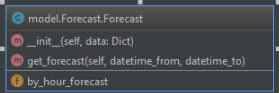 c model.Forecast.Forecast
m __init__(self, data: Dict)
m get_forecast(self, datetime_from, datetime_to)
f by_hour_forecast